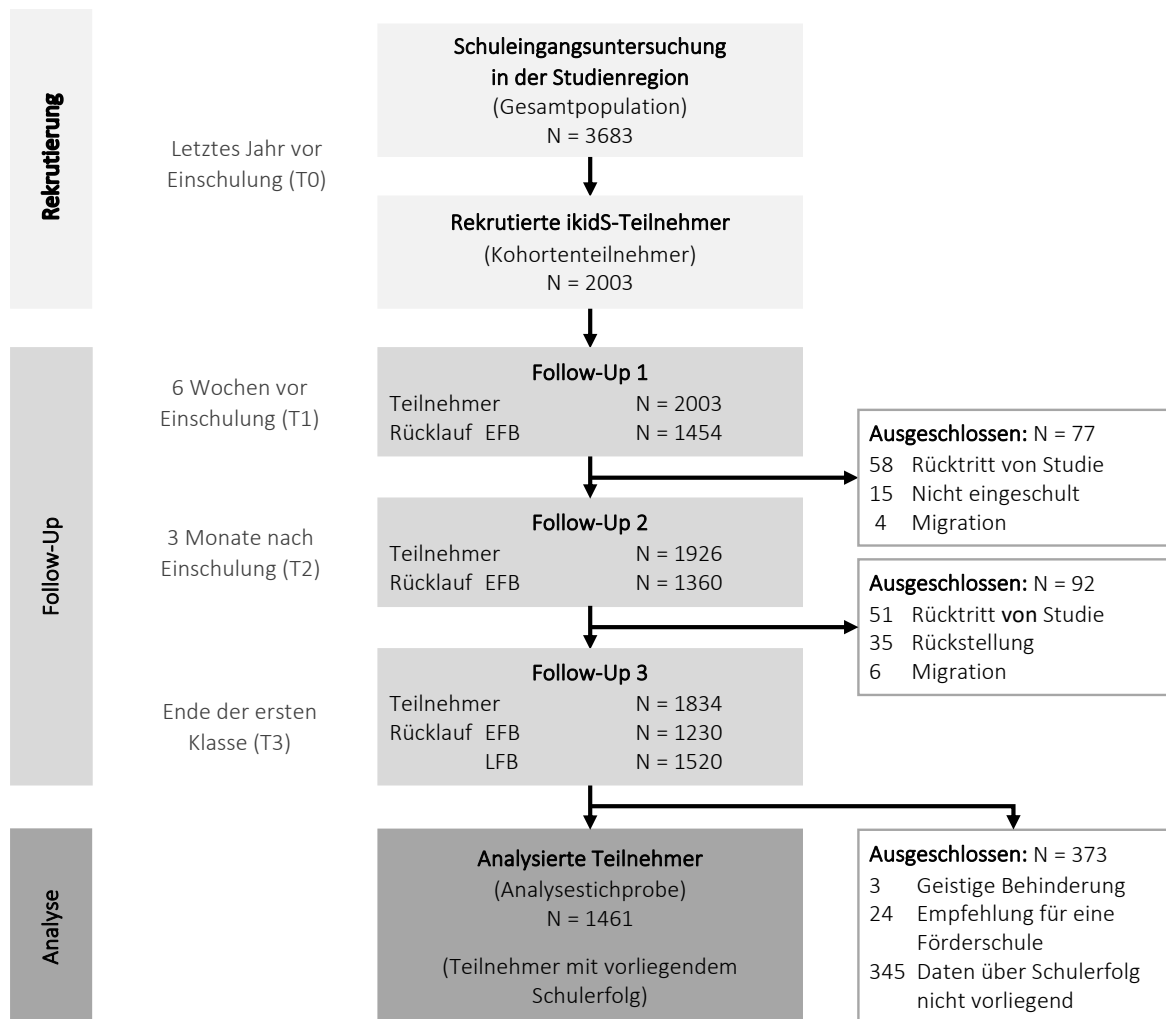 Rekrutierung
Letztes Jahr vor
Einschulung (T0)
Schuleingangsuntersuchung
in der Studienregion
(Gesamtpopulation)
N = 3683
Rekrutierte ikidS-Teilnehmer
(Kohortenteilnehmer)
N = 2003
Follow-Up
6 Wochen vor
Einschulung (T1)
Follow-Up 1
Teilnehmer N = 2003
Rücklauf EFB N = 1454
Ausgeschlossen: N = 77
58 Rücktritt von Studie
15 Nicht eingeschult
4 Migration
3 Monate nach
Einschulung (T2)
Follow-Up 2
Teilnehmer N = 1926
Rücklauf EFB N = 1360
Ausgeschlossen: N = 92
51 Rücktritt von Studie
35 Rückstellung
6 Migration
Ende der ersten
Klasse (T3)
Follow-Up 3
Teilnehmer N = 1834
Rücklauf EFB N = 1230
LFB N = 1520
Analyse
Analysierte Teilnehmer
(Analysestichprobe)
N = 1461
(Teilnehmer mit vorliegendem
Schulerfolg)
Ausgeschlossen: N = 373
3 Geistige Behinderung
24 Empfehlung für eine
Förderschule
345 Daten über Schulerfolg
nicht vorliegend